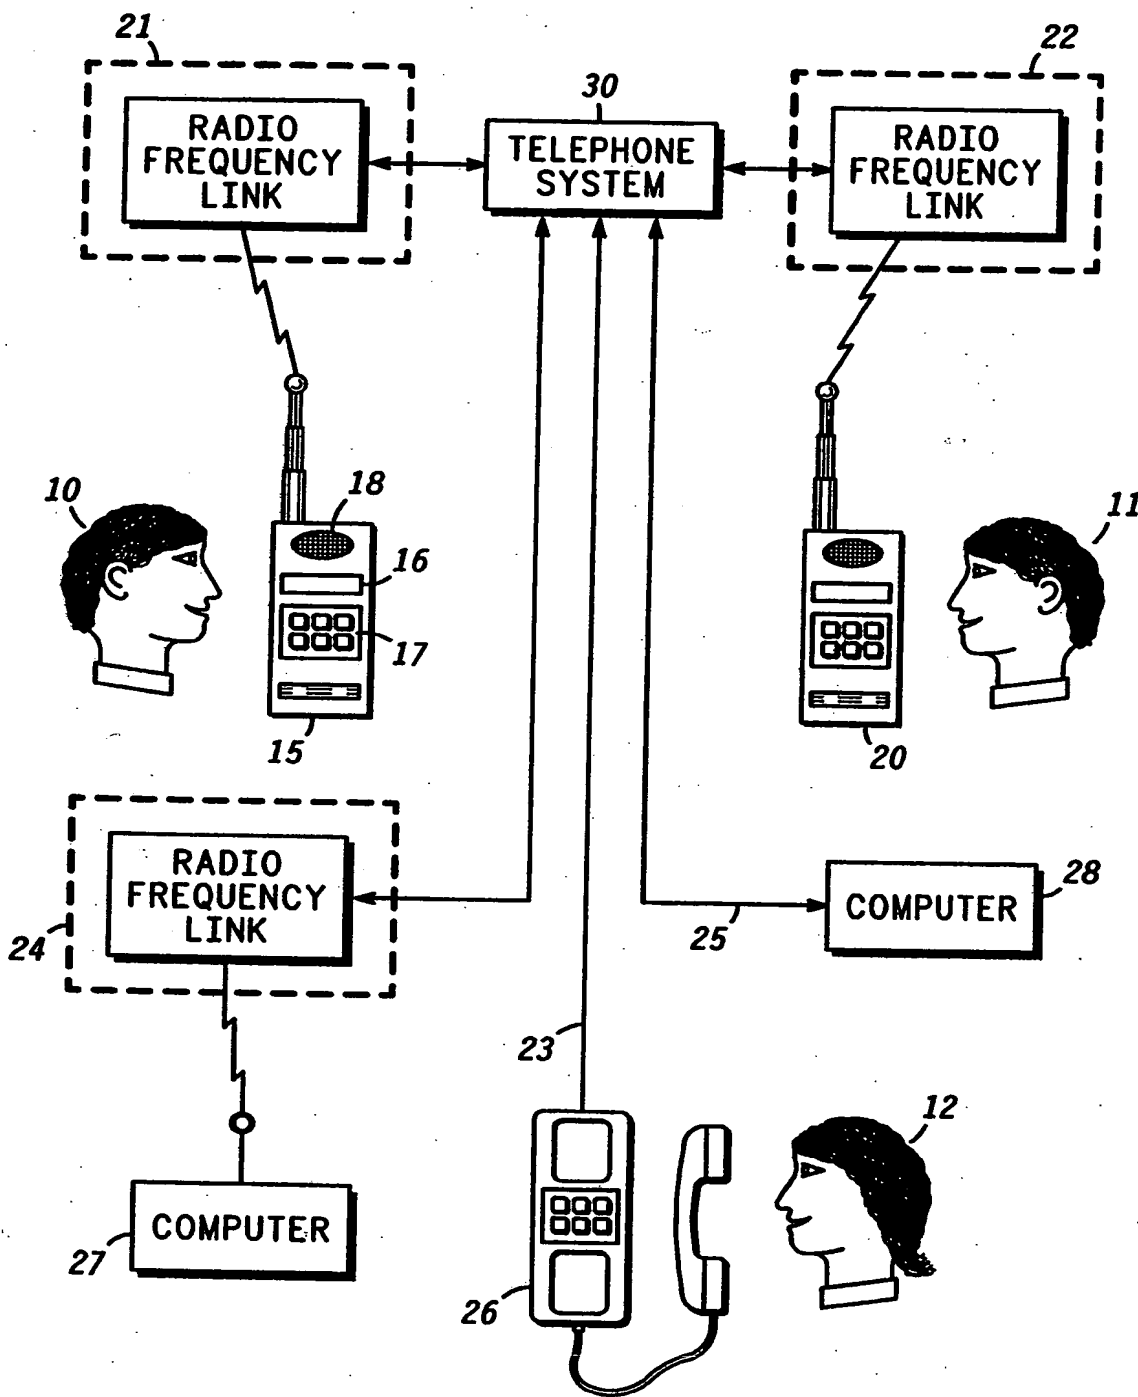 21
22
30
RADIO
FREQUENCY
LINK
TELEPHONE
SYSTEM
RADIO
FREQUENCY
LINK
10
18
11
16
17
15
20
RADIO
FREQUENCY
LINK
24
COMPUTER
28
25
23
12
COMPUTER
27
26